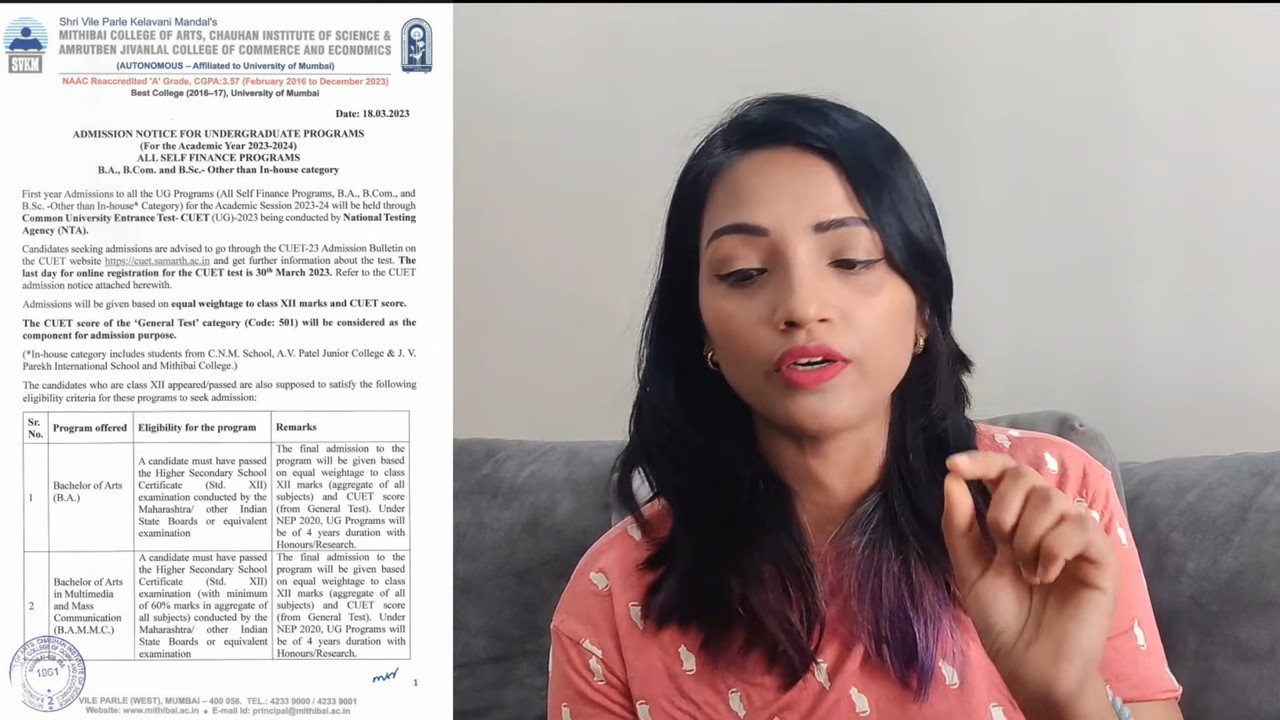 Shri Vile Parle Kelavani Mandal's
MITHIBAI COLLEGE OF ARTS, CHAUHAN INSTITUTE OF SCIENCE &
AMRUTBEN JIVANLAL COLLEGE OF COMMERCE AND ECONOMICS
(AUTONOMOUS – Affiliated to University of Mumbai)
NAAC Reaccredited 'A' Grade, CGPA:3.57 (February 2016 to December 2023)
Best College (2016–17), University of Mumbai
SVKM
Date: 18.03.2023
ADMISSION NOTICE FOR UNDERGRADUATE PROGRAMS
(For the Academic Year 2023-2024)
ALL SELF FINANCE PROGRAMS
B.A., B.Com. and B.Sc.- Other than In-house category
First year Admissions to all the UG Programs (All Self Finance Programs, B.A., B.Com., and
B.Sc. -Other than In-house* Category) for the Academic Session 2023-24 will be held through
Common University Entrance Test- CUET (UG)-2023 being conducted by National Testing
Agency (NTA).
Candidates seeking admissions are advised to go through the CUET-23 Admission Bulletin on
the CUET website https://cuet.samarth.ac.in and get further information about the test. The
last day for online registration for the CUET test is 30th March 2023. Refer to the CUET
admission notice attached herewith.
Admissions will be given based on equal weightage to class XII marks and CUET score.
The CUET score of the 'General Test' category (Code: 501) will be considered as the
component for admission purpose.
(*In-house category includes students from C.N.M. School, A.V. Patel Junior College & J. V.
Parekh International School and Mithibai College.)
The candidates who are class XII appeared/passed are also supposed to satisfy the following
eligibility criteria for these programs to seek admission:
Sr.
No.
Program offered
Eligibility for the program
Remarks
1
Bachelor of Arts
(B.A.)
A candidate must have passed
the Higher Secondary School
Certificate (Std. XII)
examination conducted by the
Maharashtra/ other Indian
State Boards or equivalent
examination
The final admission to the
program will be given based
on equal weightage to class
XII marks (aggregate of all
subjects) and CUET score
(from General Test). Under
NEP 2020, UG Programs will
be of 4 years duration with
Honours/Research.
2
Bachelor of Arts
in Multimedia
and Mass
Communication
(B.A.M.M.C.)
A candidate must have passed
the Higher Secondary School
Certificate (Std. XII)
examination (with minimum
of 60% marks in aggregate of
all subjects) conducted by the
Maharashtra/ other Indian
State Boards or equivalent
examination
The final admission to the
program will be given based
on equal weightage to class
XII marks (aggregate of all
subjects) and CUET score
(from General Test). Under
NEP 2020, UG Programs will
be of 4 years duration with
Honours/Research.
1961
1
VILE PARLE (WEST), MUMBAI – 400 056. TEL.: 4233 9000 / 4233 9001
Website: www.mithibai.ac.in • E-mail Id: principal@mithibai.ac.in